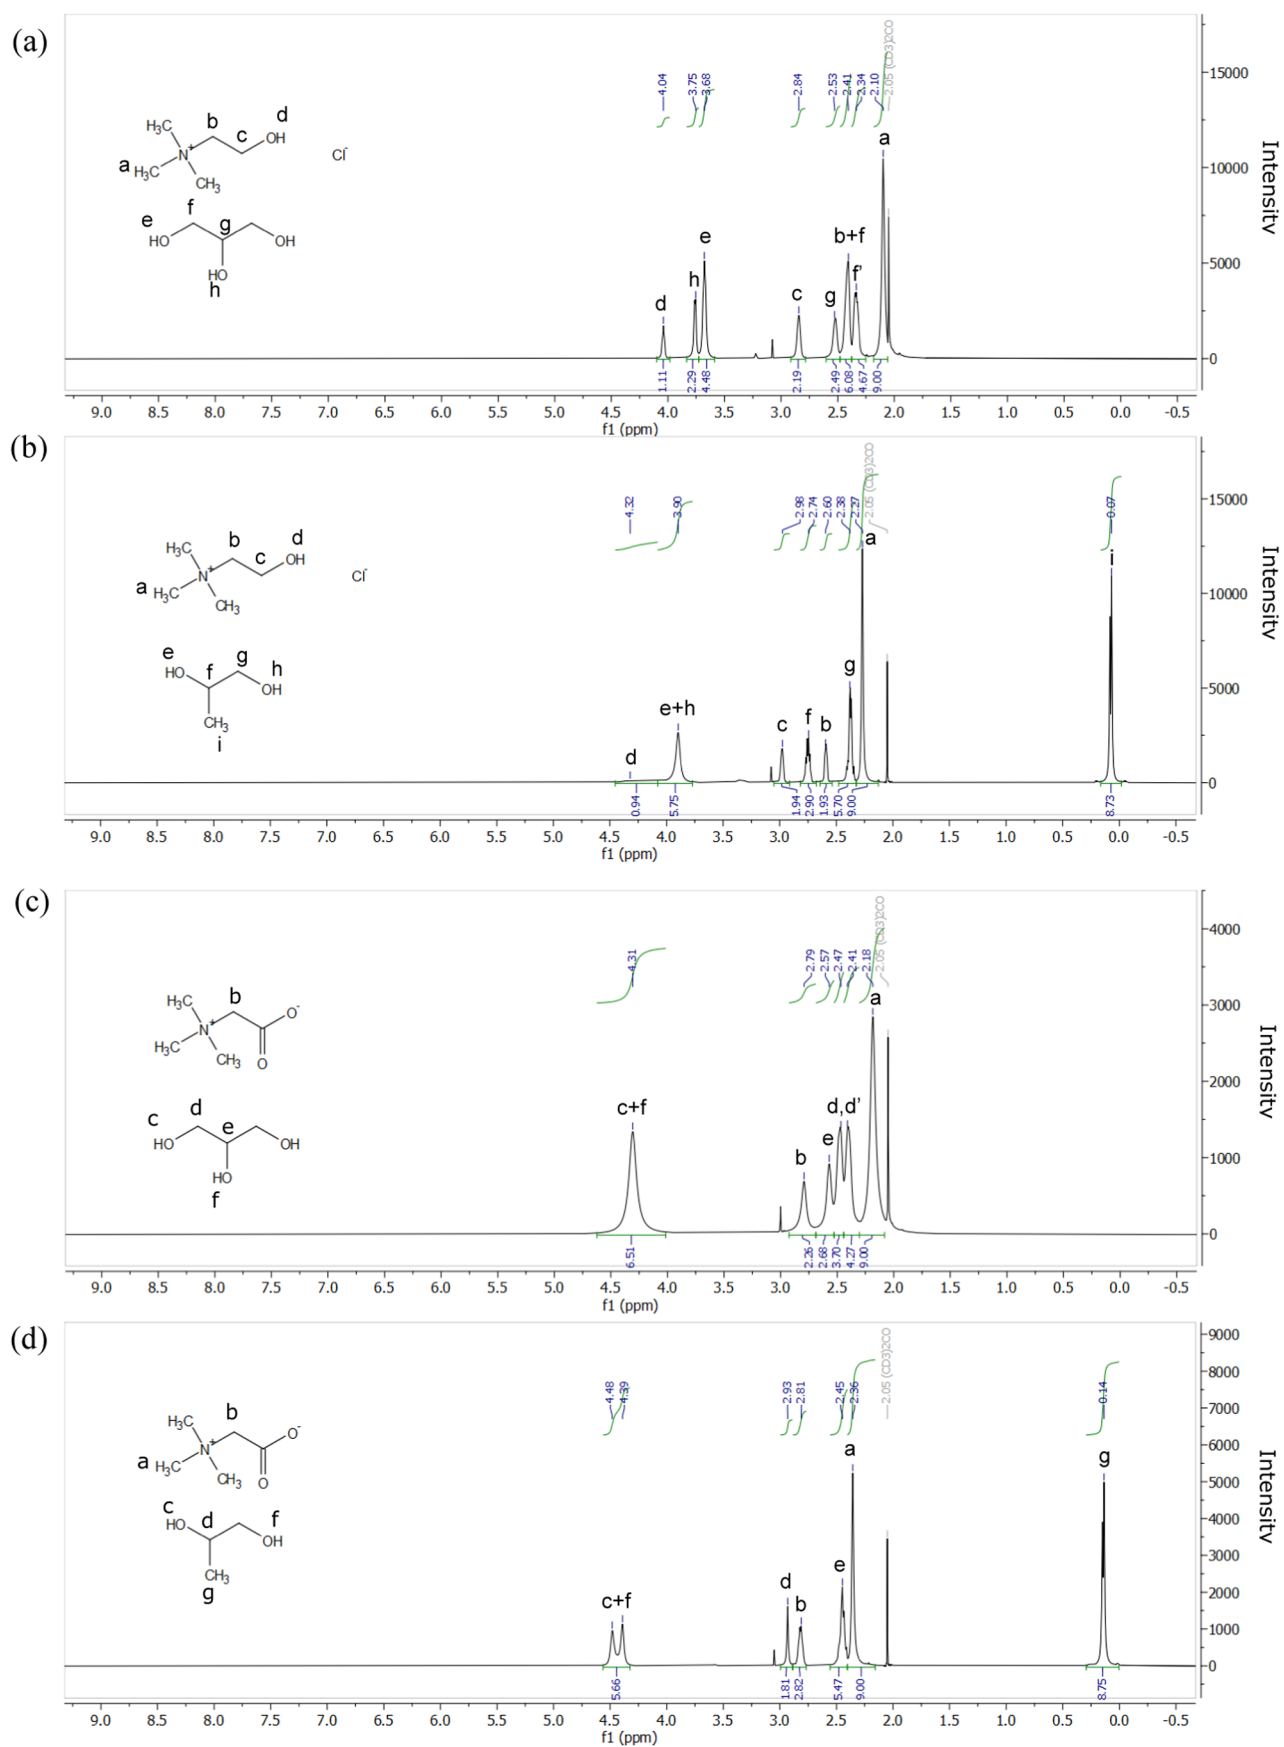 (a)
4.04
3.75
3.68
2.84
2.53
2.41
2.34
2.10
2.05 (CD3)2CO
H₃C
b
d
OH
c
N⁺
a H₃C
CH₃
Cl⁻
e
f
g
HO
OH
HO
h
d
h
e
c
g
b+f
f'
a
15000
10000
5000
0
Intensity
1.11
2.29
4.48
2.19
2.49
6.08
4.67
9.00
9.0 8.5 8.0 7.5 7.0 6.5 6.0 5.5 5.0 4.5 4.0 3.5 3.0 2.5 2.0 1.5 1.0 0.5 0.0 -0.5
f1 (ppm)
(b)
4.32
3.90
2.98
2.74
2.60
2.38
2.27
2.05 (CD3)2CO
0.07
H₃C
b
d
OH
c
N⁺
a H₃C
CH₃
Cl⁻
e
HO
f
g
h
OH
CH₃
i
d
e+h
c
f
b
g
a
i
15000
10000
5000
0
Intensity
0.94
5.75
1.94
2.90
1.93
5.70
9.00
8.73
9.0 8.5 8.0 7.5 7.0 6.5 6.0 5.5 5.0 4.5 4.0 3.5 3.0 2.5 2.0 1.5 1.0 0.5 0.0 -0.5
f1 (ppm)
(c)
4.31
2.79
2.57
2.47
2.41
2.18
2.05 (CD3)2CO
H₃C
b
O⁻
N⁺
H₃C
CH₃
O
c
d
e
HO
OH
HO
f
c+f
b
e
d,d'
a
4000
3000
2000
1000
0
Intensity
6.51
2.26
2.68
3.70
4.27
9.00
9.0 8.5 8.0 7.5 7.0 6.5 6.0 5.5 5.0 4.5 4.0 3.5 3.0 2.5 2.0 1.5 1.0 0.5 0.0 -0.5
f1 (ppm)
(d)
4.48
4.39
2.93
2.81
2.45
2.36
2.05 (CD3)2CO
0.14
H₃C
b
O⁻
N⁺
a H₃C
CH₃
O
c
HO
d
f
OH
CH₃
g
c+f
d
b
e
a
g
9000
8000
7000
6000
5000
4000
3000
2000
1000
0
Intensity
5.66
1.81
2.82
5.47
9.00
8.75
9.0 8.5 8.0 7.5 7.0 6.5 6.0 5.5 5.0 4.5 4.0 3.5 3.0 2.5 2.0 1.5 1.0 0.5 0.0 -0.5
f1 (ppm)